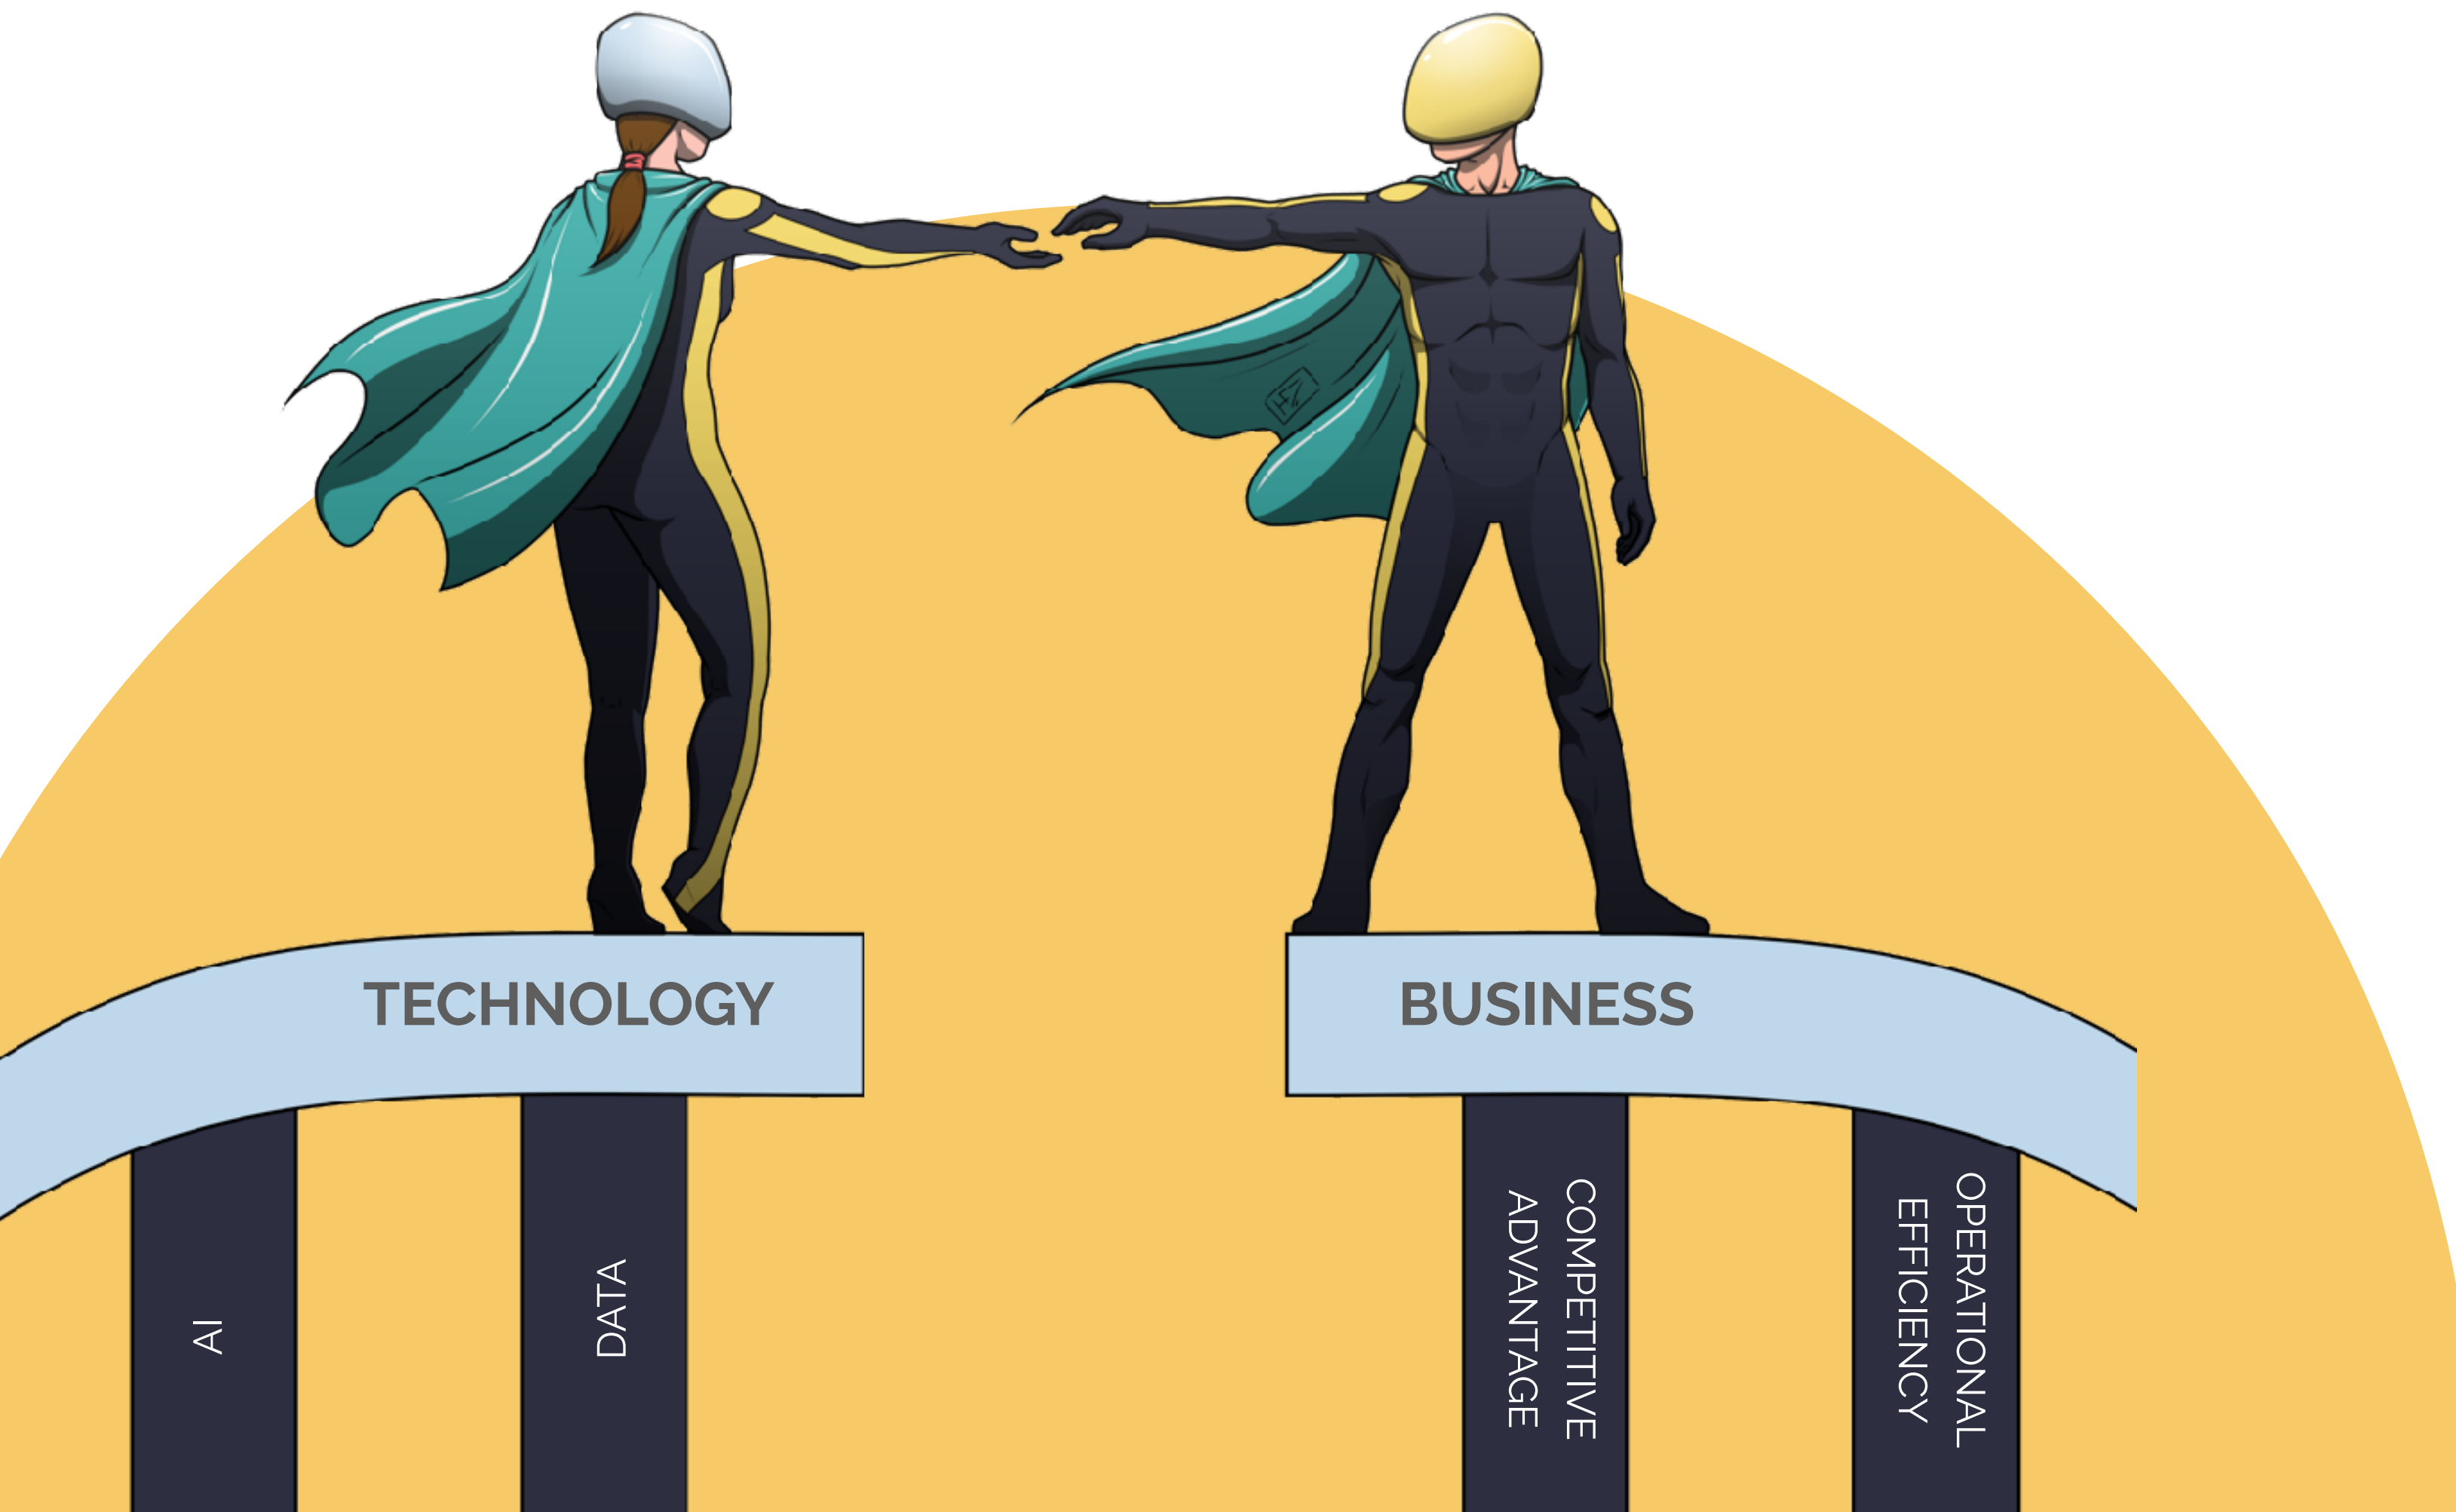 TECHNOLOGY
BUSINESS
AI
DATA
COMPETITIVE
ADVANTAGE
OPERATIONAL
EFFICIENCY